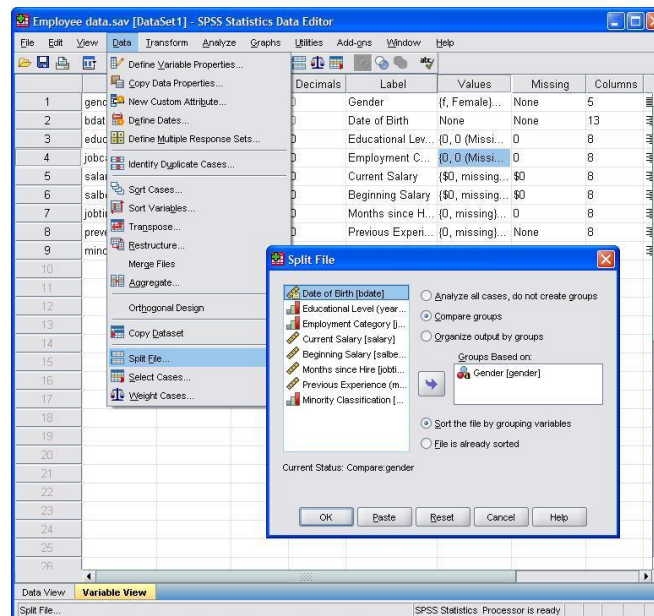 Employee data.sav [DataSet1] - SPSS Statistics Data Editor
File Edit View Data Transform Analyze Graphs Utilities Add-ons Window Help
Define Variable Properties...
Copy Data Properties...
New Custom Attribute...
Define Dates...
Define Multiple Response Sets...
Identify Duplicate Cases...
Sort Cases...
Sort Variables...
Transpose...
Restructure...
Merge Files
Aggregate...
Orthogonal Design
Copy Dataset
Split File...
Select Cases...
Weight Cases...
Decimals Label Values Missing Columns
1 gend Gender {f, Female}... None 5
2 bdat Date of Birth None None 13
3 educ Educational Lev... {0, 0 (Missi... 0 8
4 jobca Employment C... {0, 0 (Missi... 0 8
5 salar Current Salary {$0, missing... $0 8
6 salbe Beginning Salary {$0, missing... $0 8
7 jobti Months since H... {0, missing}... 0 8
8 preve Previous Experi... {0, missing}... None 8
9 mino
10
11
12
13
14
15
16
17
18
19
20
21
22
23
24
25
26
Split File
Date of Birth [bdate]
Educational Level (year...
Employment Category [j...
Current Salary [salary]
Beginning Salary [salbe...
Months since Hire [jobti...
Previous Experience (m...
Minority Classification [...
Analyze all cases, do not create groups
Compare groups
Organize output by groups
Groups Based on:
Gender [gender]
Sort the file by grouping variables
File is already sorted
Current Status: Compare:gender
OK Paste Reset Cancel Help
Data View Variable View
Split File... SPSS Statistics Processor is ready